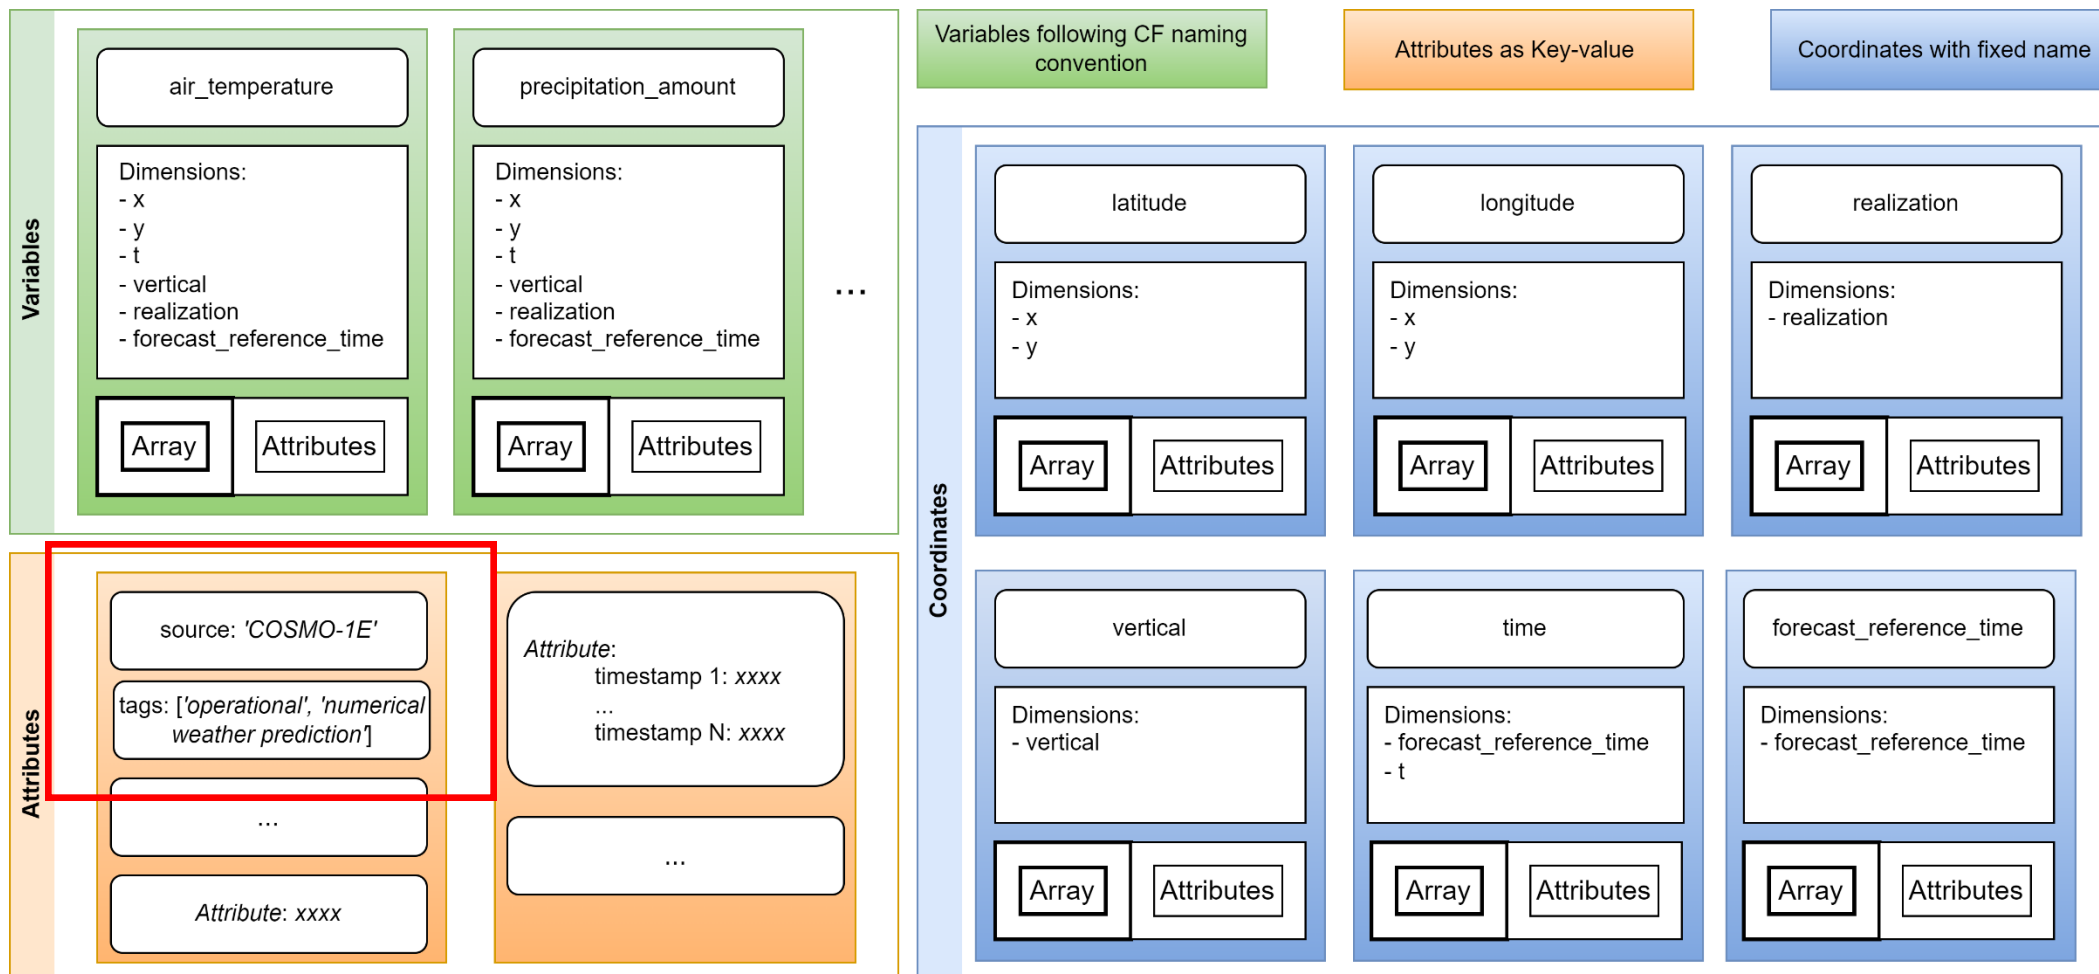 Variables
air_temperature
Dimensions:
- x
- y
- t
- vertical
- realization
- forecast_reference_time
Array
Attributes
precipitation_amount
Dimensions:
- x
- y
- t
- vertical
- realization
- forecast_reference_time
Array
Attributes
...
Variables following CF naming
convention
Attributes as Key-value
Coordinates with fixed name
Attributes
source: 'COSMO-1E'
tags: ['operational', 'numerical
weather prediction']
...
Attribute: xxxx
Attribute:
timestamp 1: xxxx
...
timestamp N: xxxx
...
Coordinates
latitude
Dimensions:
- x
- y
Array
Attributes
longitude
Dimensions:
- x
- y
Array
Attributes
realization
Dimensions:
- realization
Array
Attributes
vertical
Dimensions:
- vertical
Array
Attributes
time
Dimensions:
- forecast_reference_time
- t
Array
Attributes
forecast_reference_time
Dimensions:
- forecast_reference_time
Array
Attributes